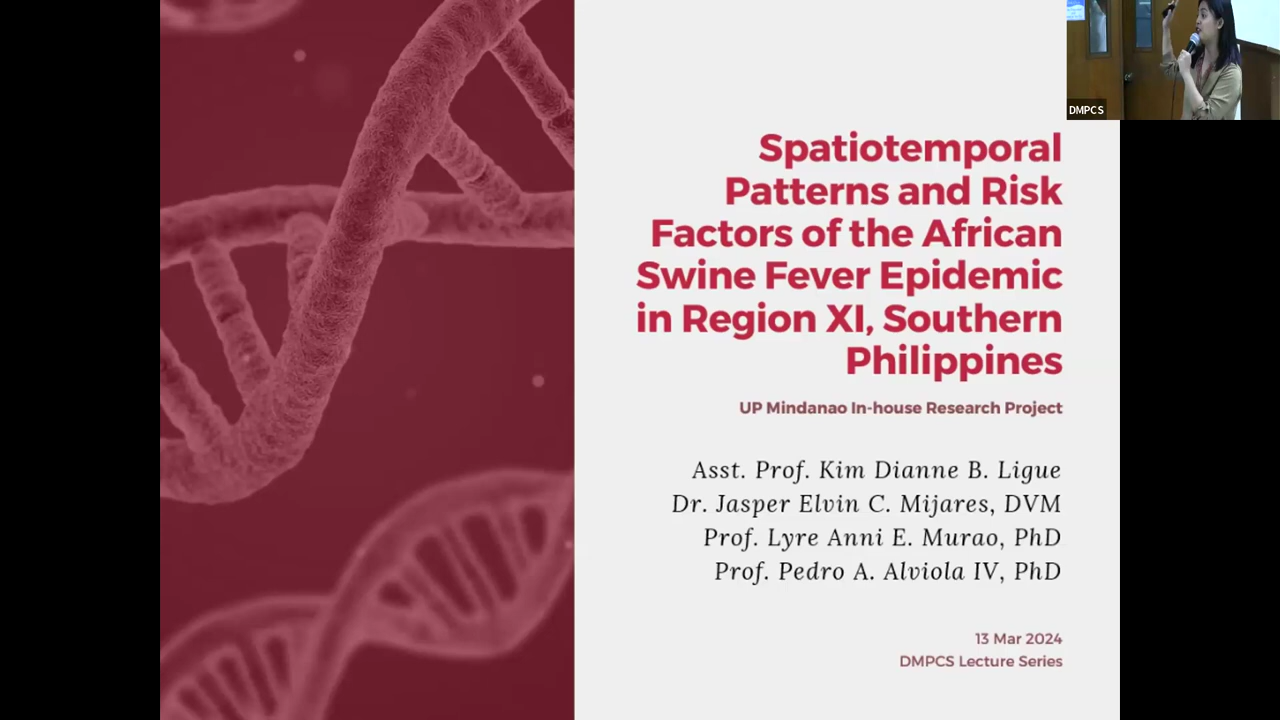 DMPCS
Spatiotemporal
Patterns and Risk
Factors of the African
Swine Fever Epidemic
in Region XI, Southern
Philippines
UP Mindanao In-house Research Project
Asst. Prof. Kim Dianne B. Ligue
Dr. Jasper Elvin C. Mijares, DVM
Prof. Lyre Anni E. Murao, PhD
Prof. Pedro A. Alviola IV, PhD
13 Mar 2024
DMPCS Lecture Series